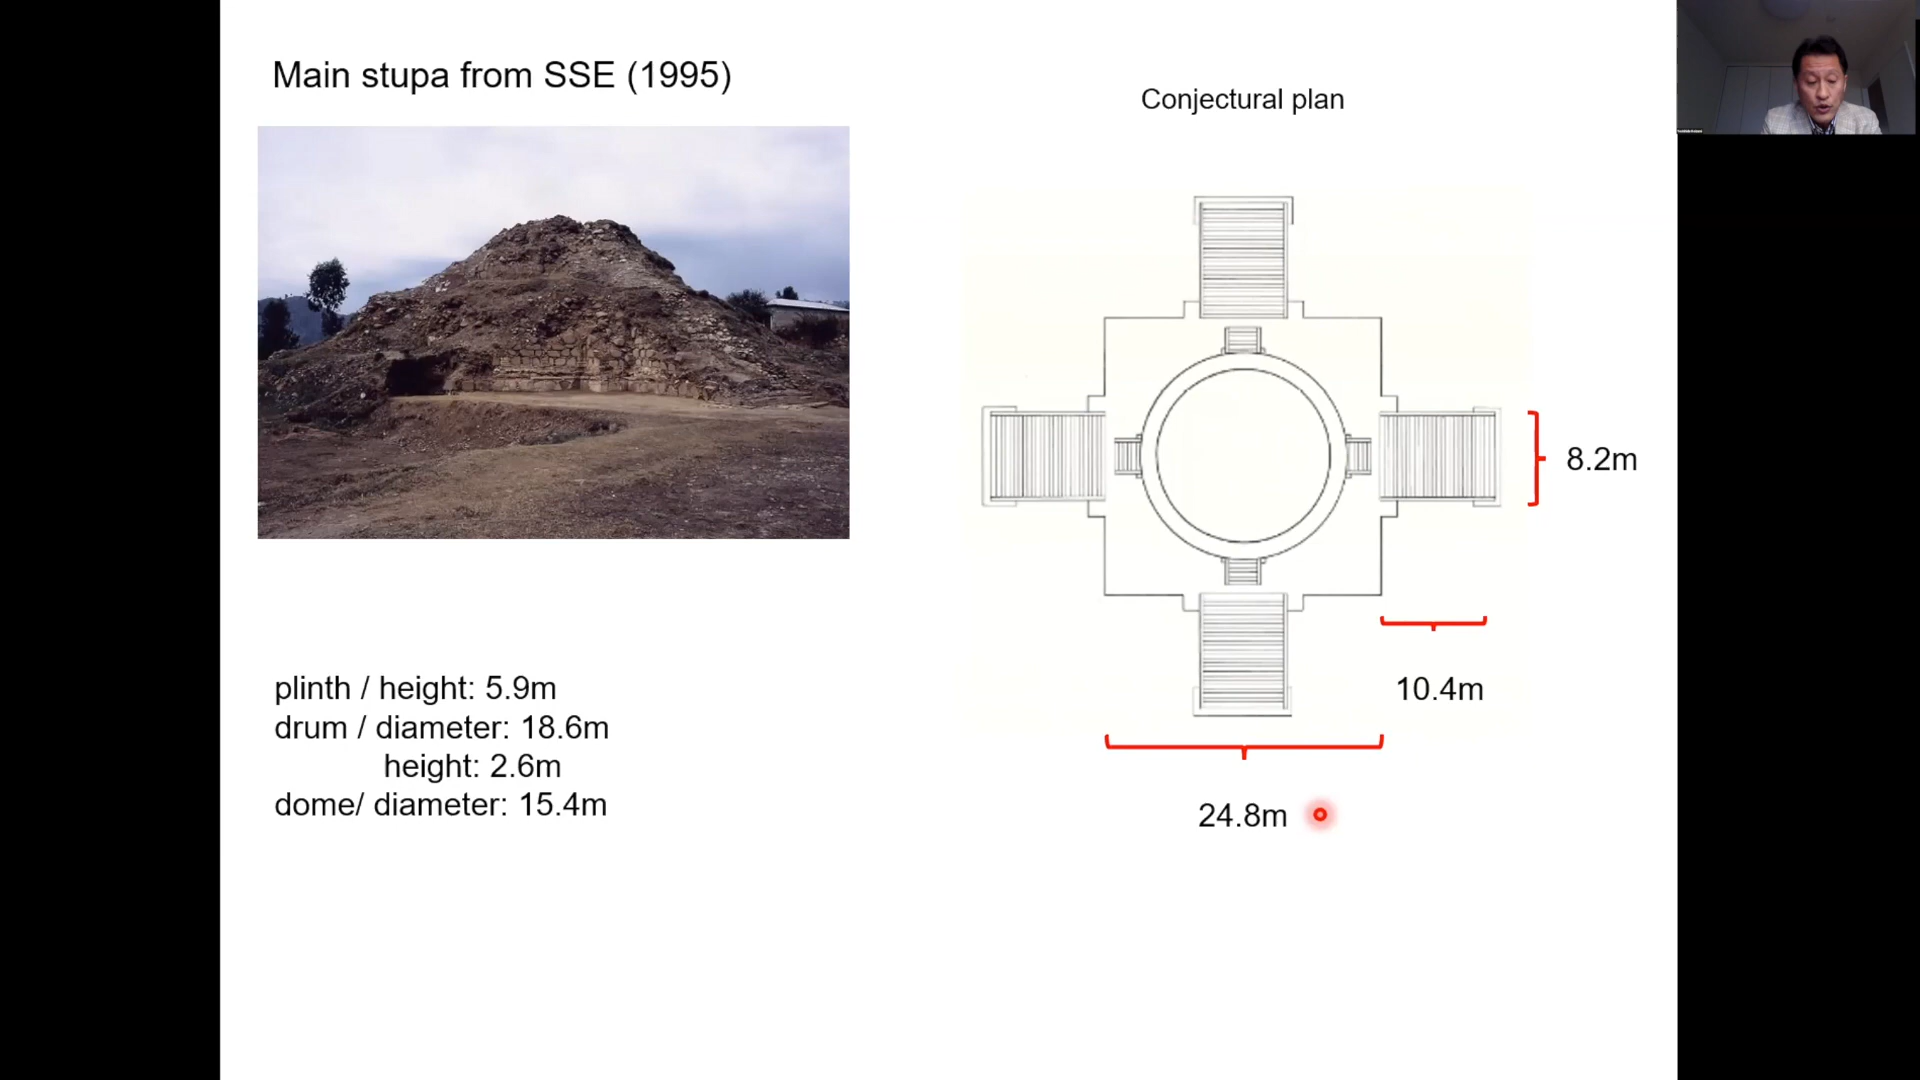 Main stupa from SSE (1995)
Conjectural plan
8.2m
10.4m
24.8m
plinth / height: 5.9m
drum / diameter: 18.6m
height: 2.6m
dome/ diameter: 15.4m